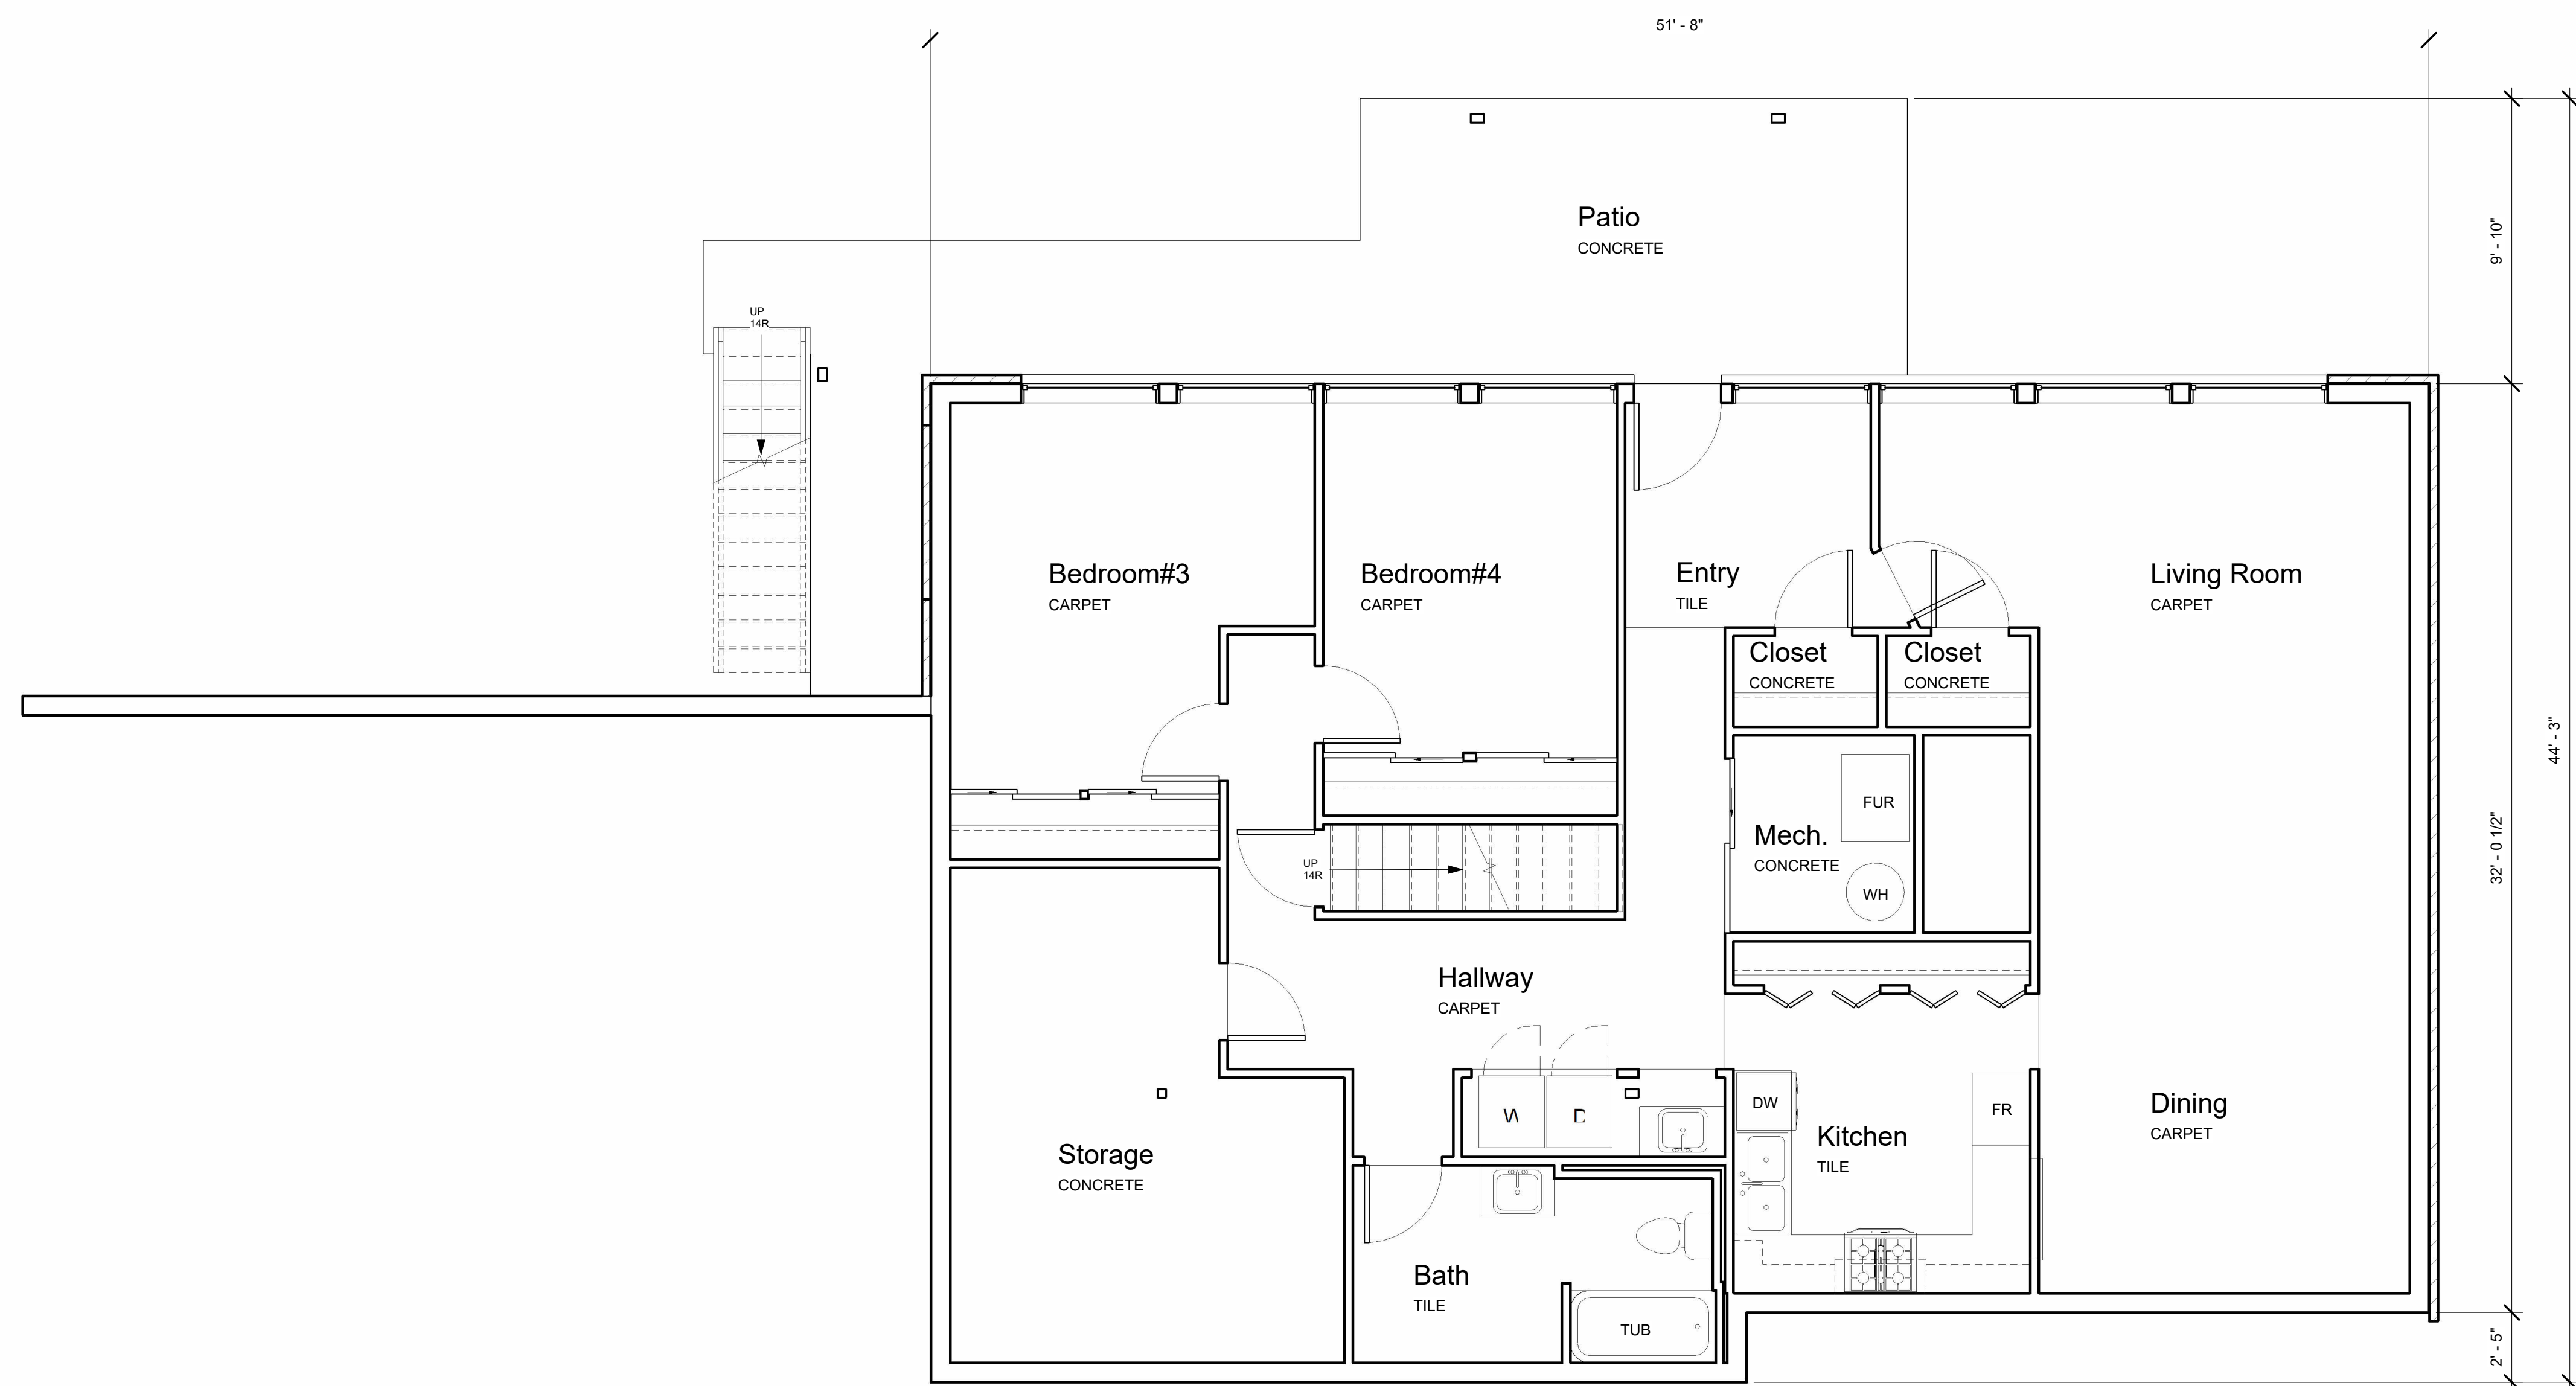 51' - 8"
Patio
CONCRETE
9' - 10"
UP
14R
Bedroom#3
CARPET
Bedroom#4
CARPET
Entry
TILE
Living Room
CARPET
Closet
CONCRETE
Closet
CONCRETE
44' - 3"
FUR
Mech.
CONCRETE
WH
32' - 0 1/2"
UP
14R
Hallway
CARPET
W
D
DW
FR
Kitchen
TILE
Dining
CARPET
Storage
CONCRETE
Bath
TILE
TUB
2' - 5"